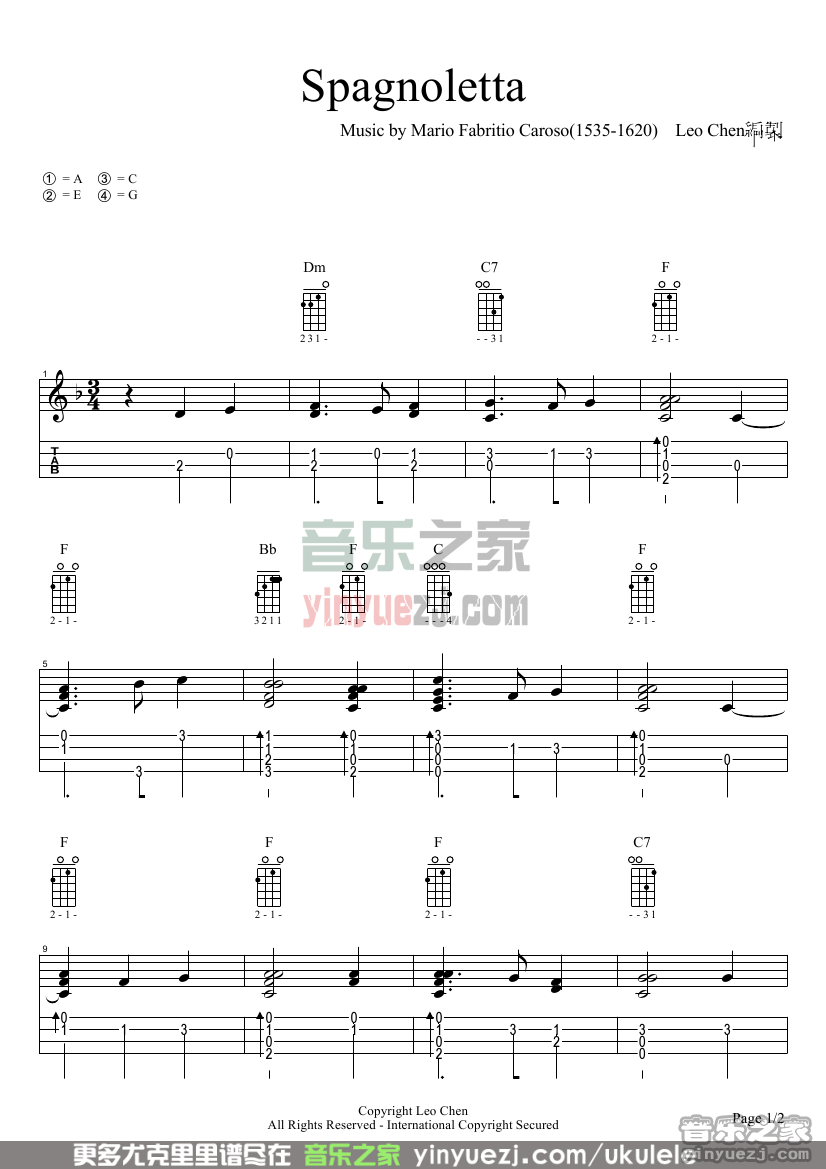 Spagnoletta
Music by Mario Fabritio Caroso(1535-1620) Leo Chen編製
① = A ③ = C
② = E ④ = G
Dm C7 F
2 3 1 - - - 3 1 2 - 1 -
1
3
4
T 0 1 0 1 3 1 3 0
A 2 2 2 0 1 0
B 0
2
F Bb F C F
2 - 1 - 3 2 1 1 2 - 1 - - - - 4 2 - 1 -
音乐之家
yinyuezj.com
5
0 3 1 0 3 0
1 1 1 0 1 3 1
2 0 0 0 0
3 3 2 0 2
F F F C7
2 - 1 - 2 - 1 - 2 - 1 - - - 3 1
9
0 0 0
1 1 3 1 1 3 1 3 3
0 2 0
2 0
Copyright Leo Chen
All Rights Reserved - International Copyright Secured
Page 1/2
音乐之家
yinyuezj.com
更多尤克里里谱尽在 音乐之家 yinyuezj.com/ukulele